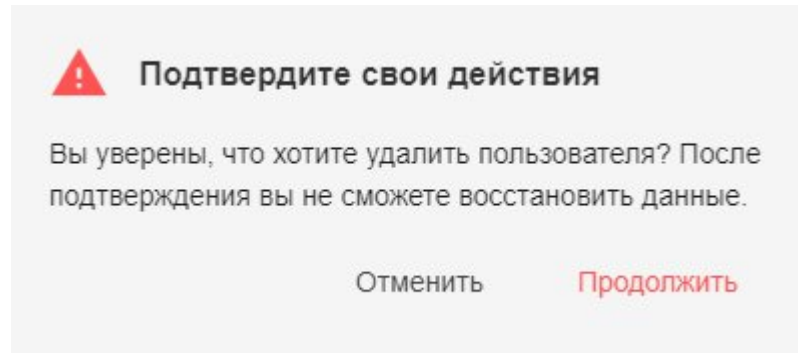 Подтвердите свои действия
Вы уверены, что хотите удалить пользователя? После
подтверждения вы не сможете восстановить данные.
Отменить Продолжить